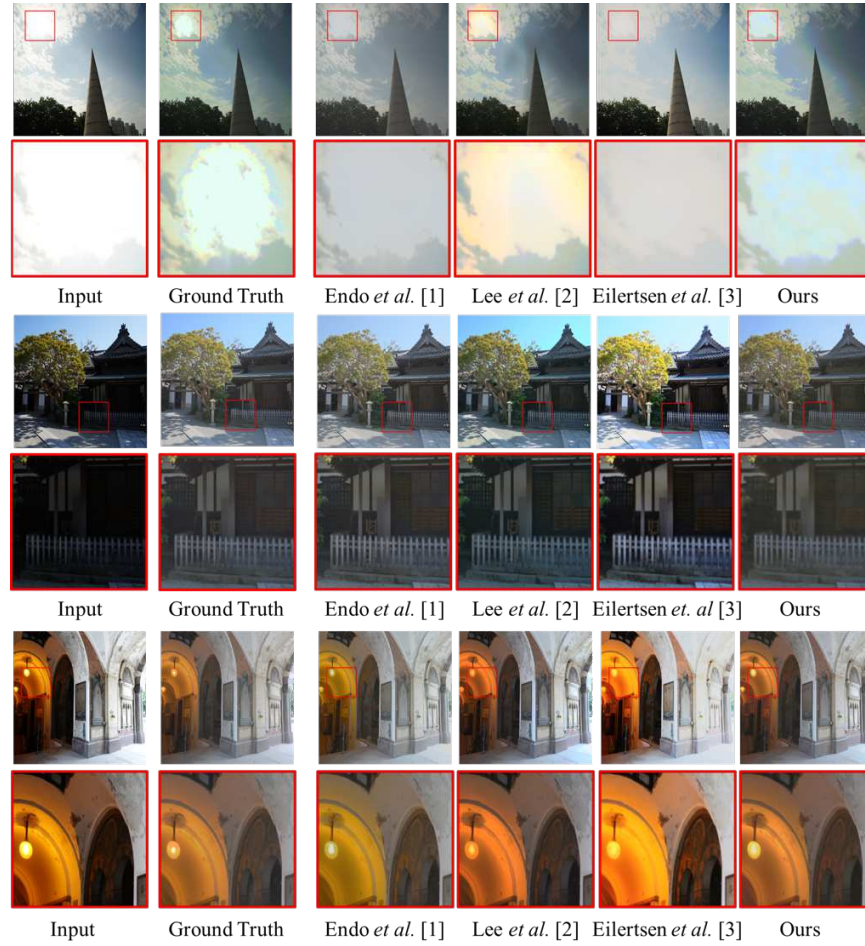 Input Ground Truth Endo et al. [1] Lee et al. [2] Eilertsen et al. [3] Ours
Input Ground Truth Endo et al. [1] Lee et al. [2] Eilertsen et. al [3] Ours
Input Ground Truth Endo et al. [1] Lee et al. [2] Eilertsen et al. [3] Ours